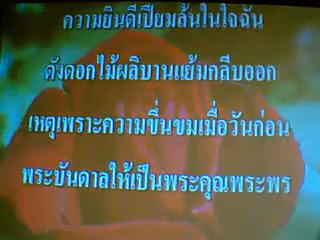 ความยินดีเปี่ยมล้นในใจฉัน
ดังดอกไม้ผลิบานแย้มกลีบออก
เหตุเพราะความขื่นขมเมื่อวันก่อน
พระบันดาลให้เป็นพระคุณพระพร